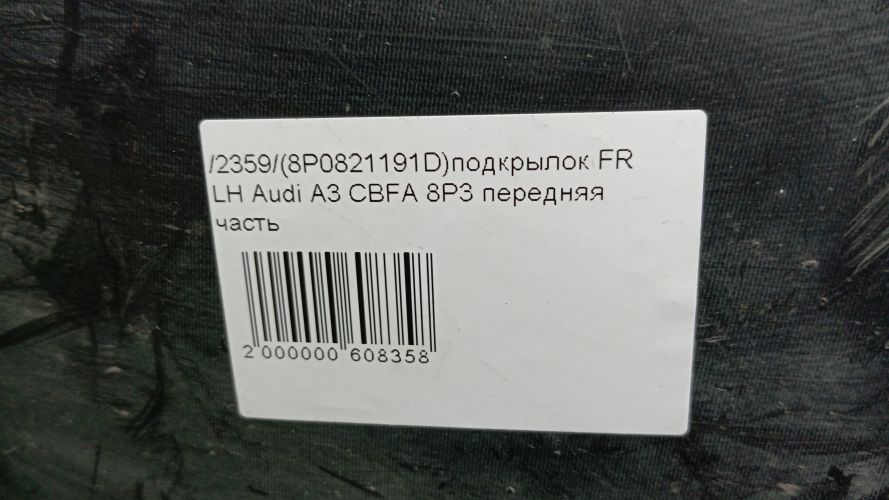 /2359/(8P0821191D)подкрылок FR
LH Audi A3 CBFA 8P3 передняя
часть
2 000000 608358